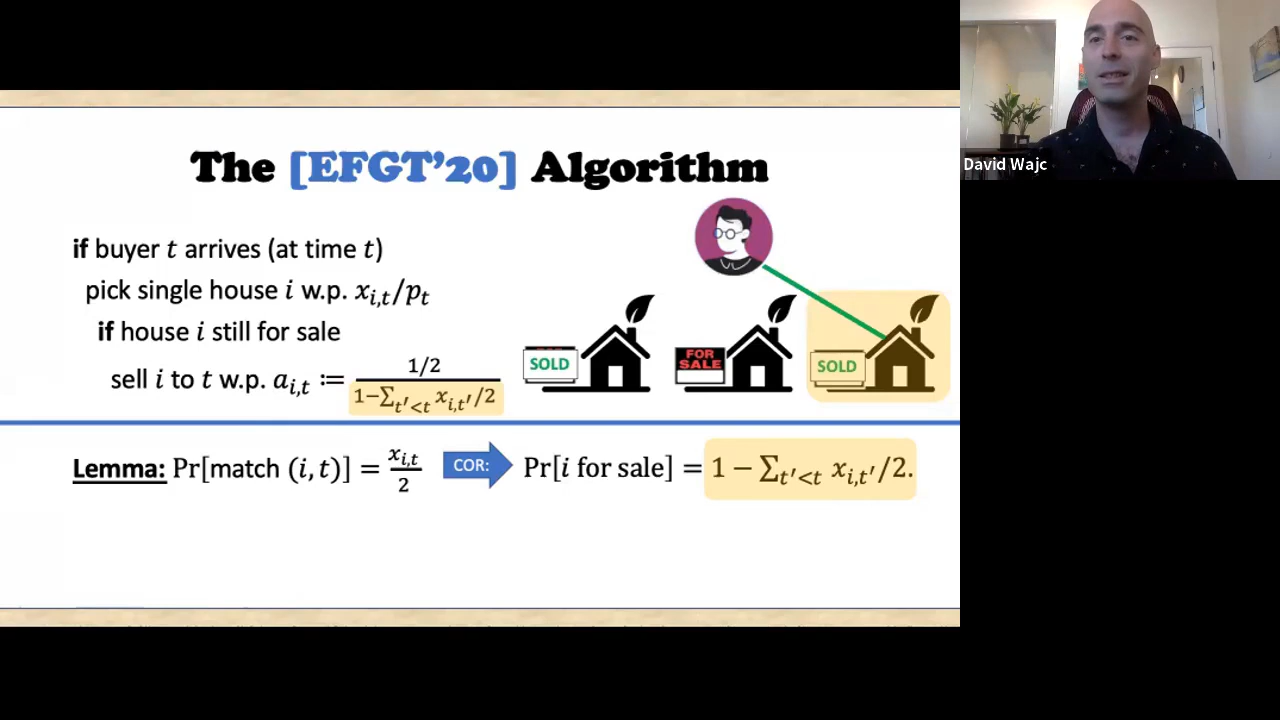 The [EFGT'20] Algorithm
David Wajc
if buyer t arrives (at time t)
pick single house i w.p. x_{i,t}/p_t
if house i still for sale
sell i to t w.p. a_{i,t} ≔ \frac{1/2}{1−∑_{t'<t} x_{i,t'}/2}
SOLD
FOR SALE
SOLD
Lemma: Pr[match (i, t)] = \frac{x_{i,t}}{2}
COR:
Pr[i for sale] = 1 − ∑_{t'<t} x_{i,t'}/2.